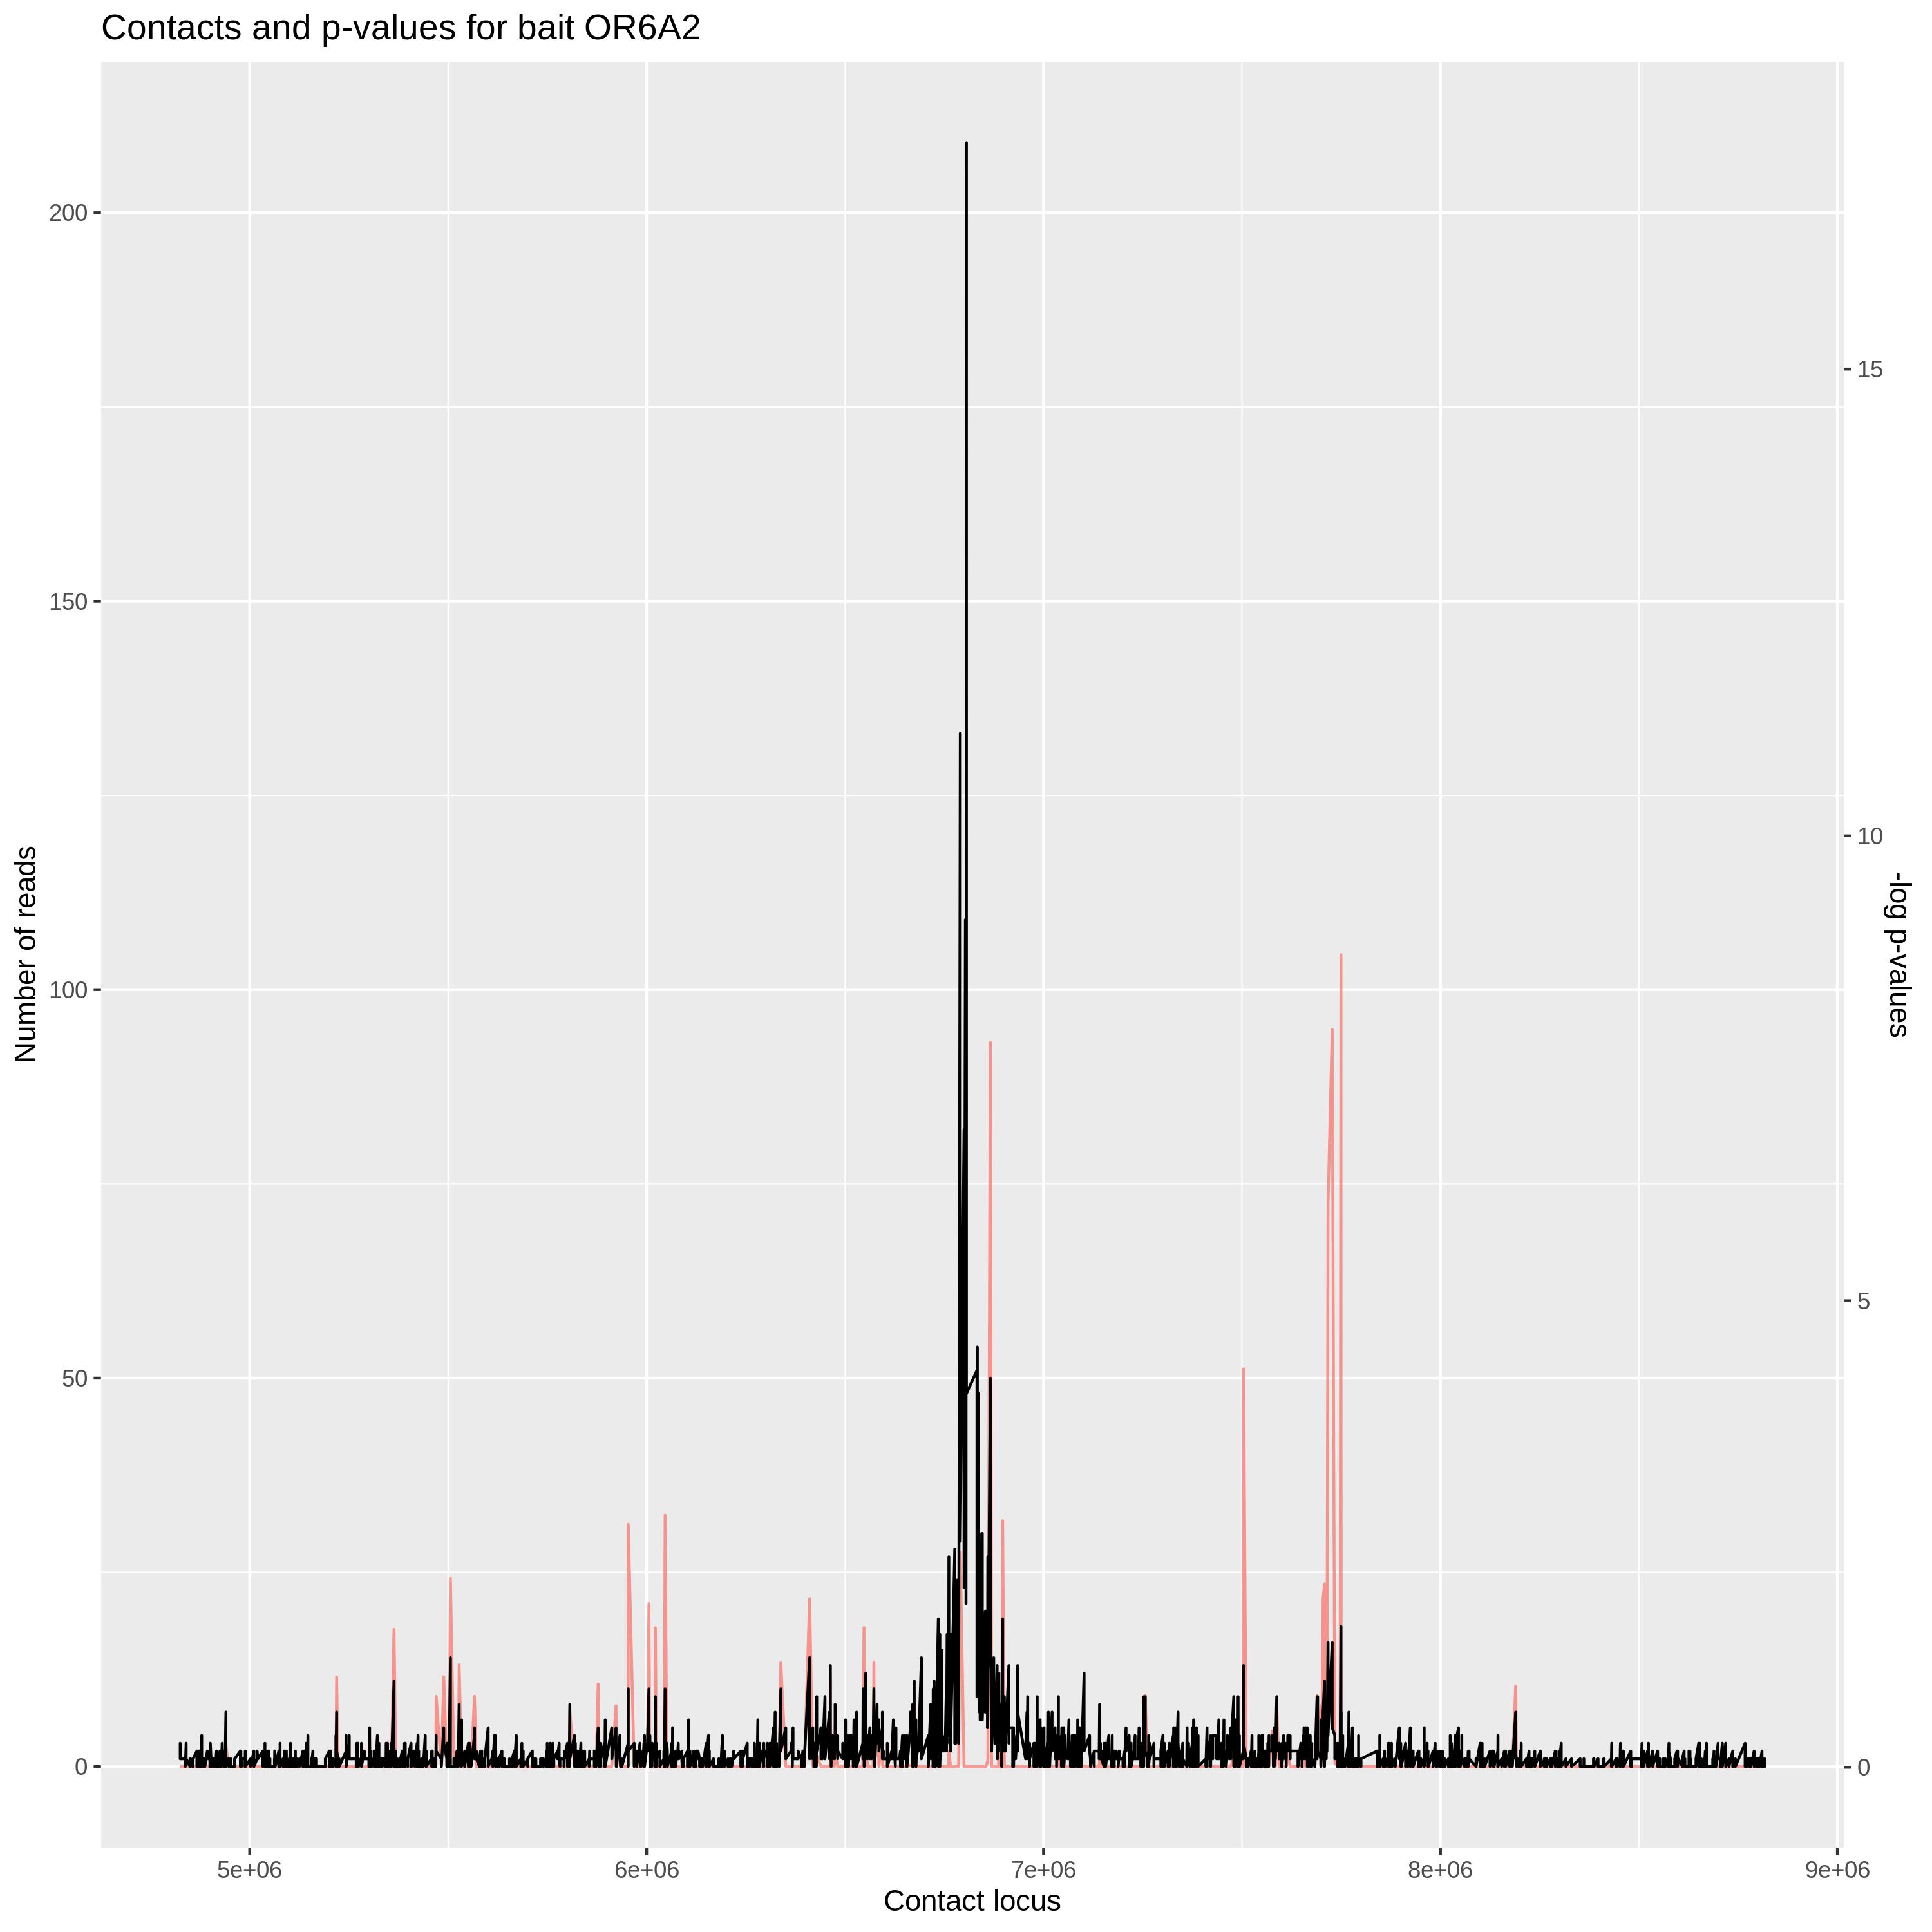 Contacts and p-values for bait OR6A2
200
150
100
50
0
Number of reads
15
10
5
0
-log p-values
5e+06 6e+06 7e+06 8e+06 9e+06
Contact locus